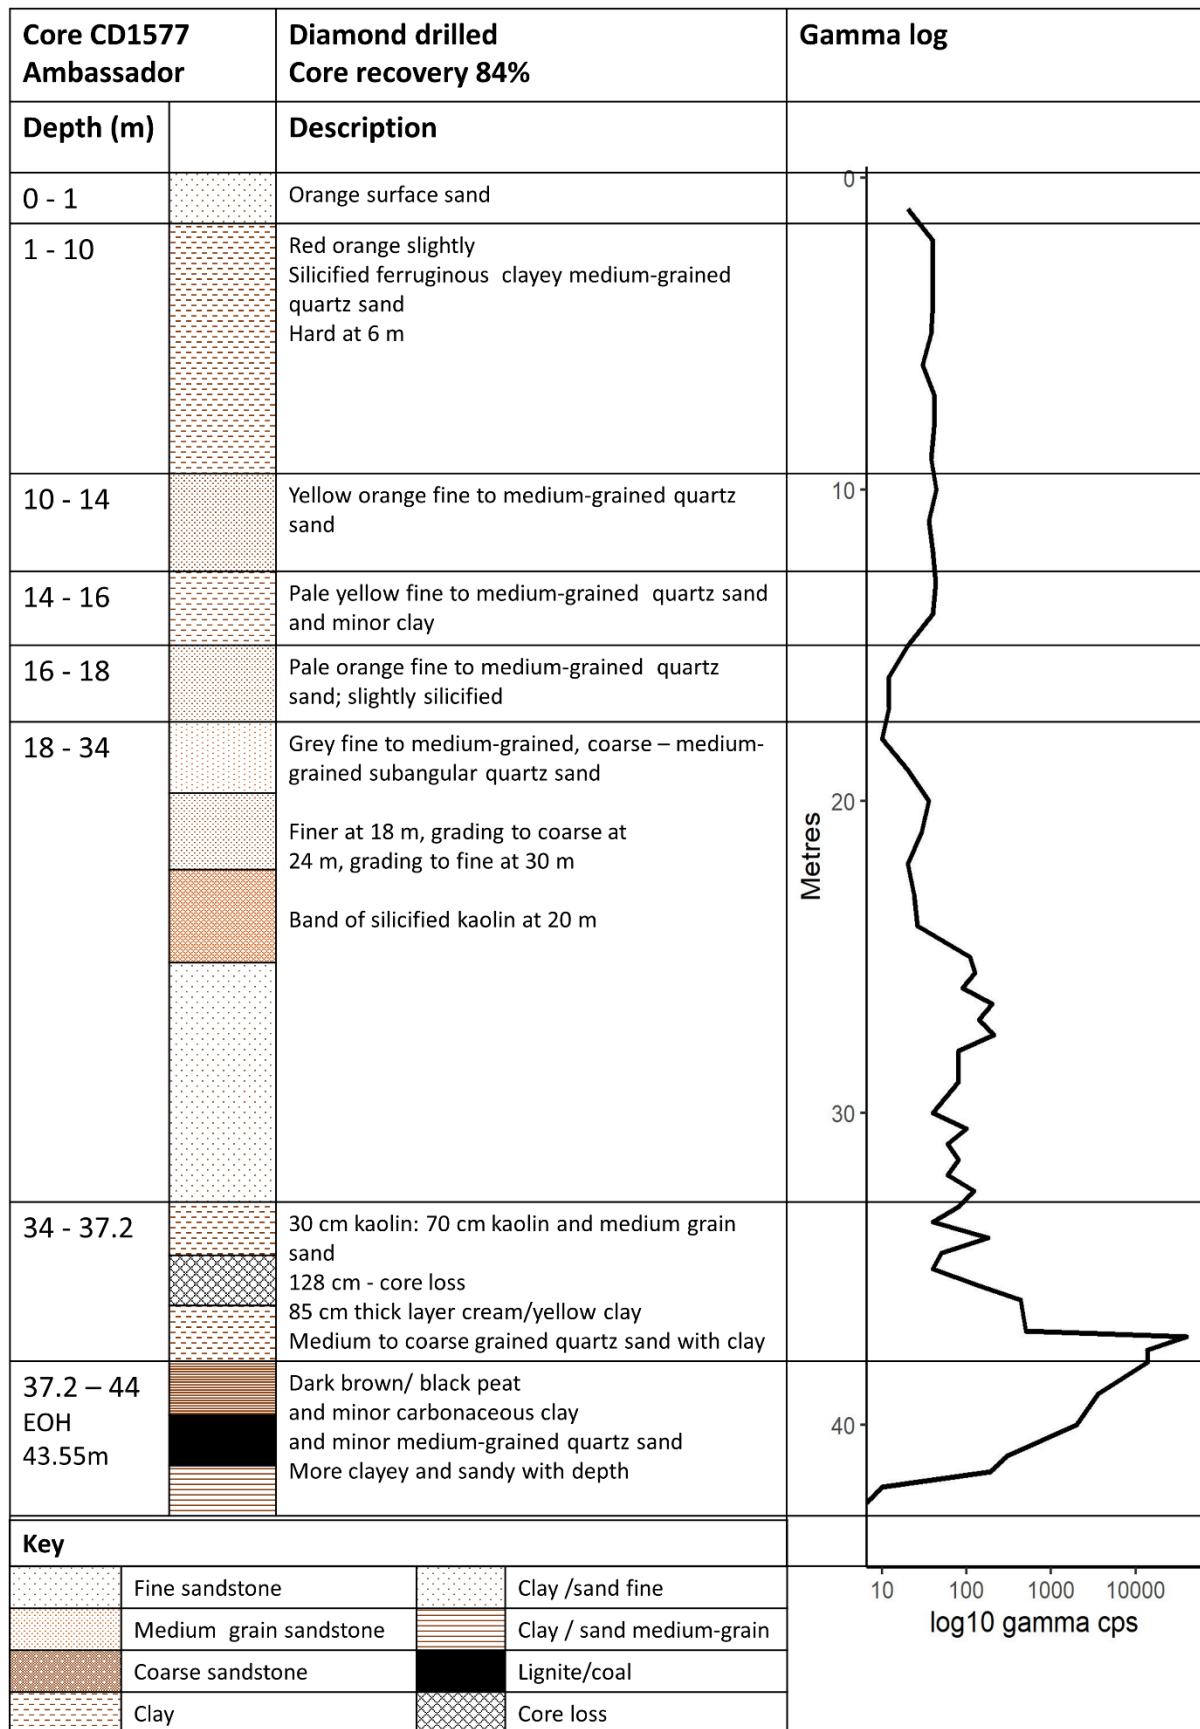 Core CD1577
Ambassador
Diamond drilled
Core recovery 84%
Gamma log
Depth (m)
Description
0 - 1
Orange surface sand
1 - 10
Red orange slightly
Silicified ferruginous clayey medium-grained
quartz sand
Hard at 6 m
10 - 14
Yellow orange fine to medium-grained quartz
sand
14 - 16
Pale yellow fine to medium-grained quartz sand
and minor clay
16 - 18
Pale orange fine to medium-grained quartz
sand; slightly silicified
18 - 34
Grey fine to medium-grained, coarse – medium-
grained subangular quartz sand
Finer at 18 m, grading to coarse at
24 m, grading to fine at 30 m
Band of silicified kaolin at 20 m
34 - 37.2
30 cm kaolin: 70 cm kaolin and medium grain
sand
128 cm - core loss
85 cm thick layer cream/yellow clay
Medium to coarse grained quartz sand with clay
37.2 – 44
EOH
43.55m
Dark brown/ black peat
and minor carbonaceous clay
and minor medium-grained quartz sand
More clayey and sandy with depth
0
10
20
30
40
Metres
10 100 1000 10000
log10 gamma cps
Key
Fine sandstone
Clay /sand fine
Medium grain sandstone
Clay / sand medium-grain
Coarse sandstone
Lignite/coal
Clay
Core loss